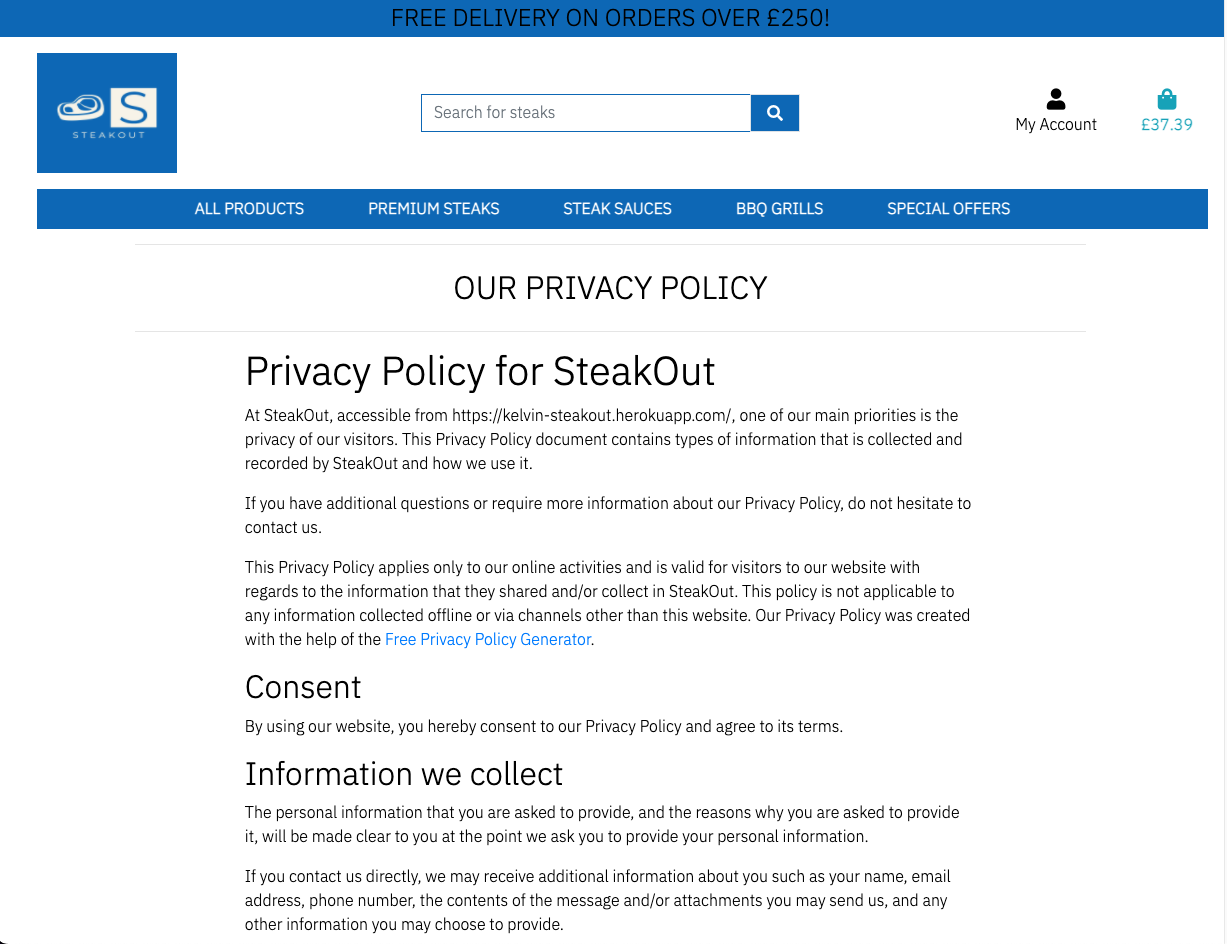 FREE DELIVERY ON ORDERS OVER £250!
S
STEAKOUT
Search for steaks
My Account
£37.39
ALL PRODUCTS PREMIUM STEAKS STEAK SAUCES BBQ GRILLS SPECIAL OFFERS
OUR PRIVACY POLICY
Privacy Policy for SteakOut
At SteakOut, accessible from https://kelvin-steakout.herokuapp.com/, one of our main priorities is the
privacy of our visitors. This Privacy Policy document contains types of information that is collected and
recorded by SteakOut and how we use it.
If you have additional questions or require more information about our Privacy Policy, do not hesitate to
contact us.
This Privacy Policy applies only to our online activities and is valid for visitors to our website with
regards to the information that they shared and/or collect in SteakOut. This policy is not applicable to
any information collected offline or via channels other than this website. Our Privacy Policy was created
with the help of the Free Privacy Policy Generator.
Consent
By using our website, you hereby consent to our Privacy Policy and agree to its terms.
Information we collect
The personal information that you are asked to provide, and the reasons why you are asked to provide
it, will be made clear to you at the point we ask you to provide your personal information.
If you contact us directly, we may receive additional information about you such as your name, email
address, phone number, the contents of the message and/or attachments you may send us, and any
other information you may choose to provide.